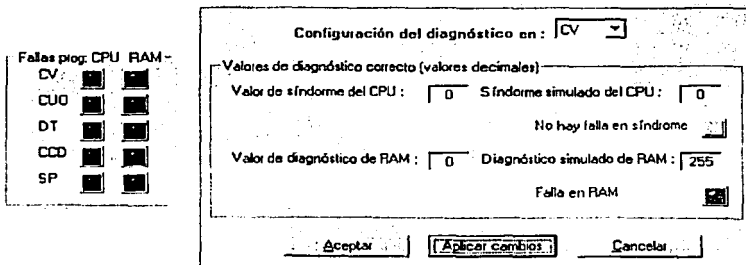 Fallas prog: CPU RAM
CV
CUO
DT
CCD
SP
Configuración del diagnóstico en : CV
Valores de diagnóstico correcto (valores decimales)
Valor de síndorme del CPU : 0 Síndorme simulado del CPU : 0
No hay falla en síndrome
Valor de diagnóstico de RAM : 0 Diagnóstico simulado de RAM : 255
Falla en RAM
Aceptar Aplicar cambios Cancelar